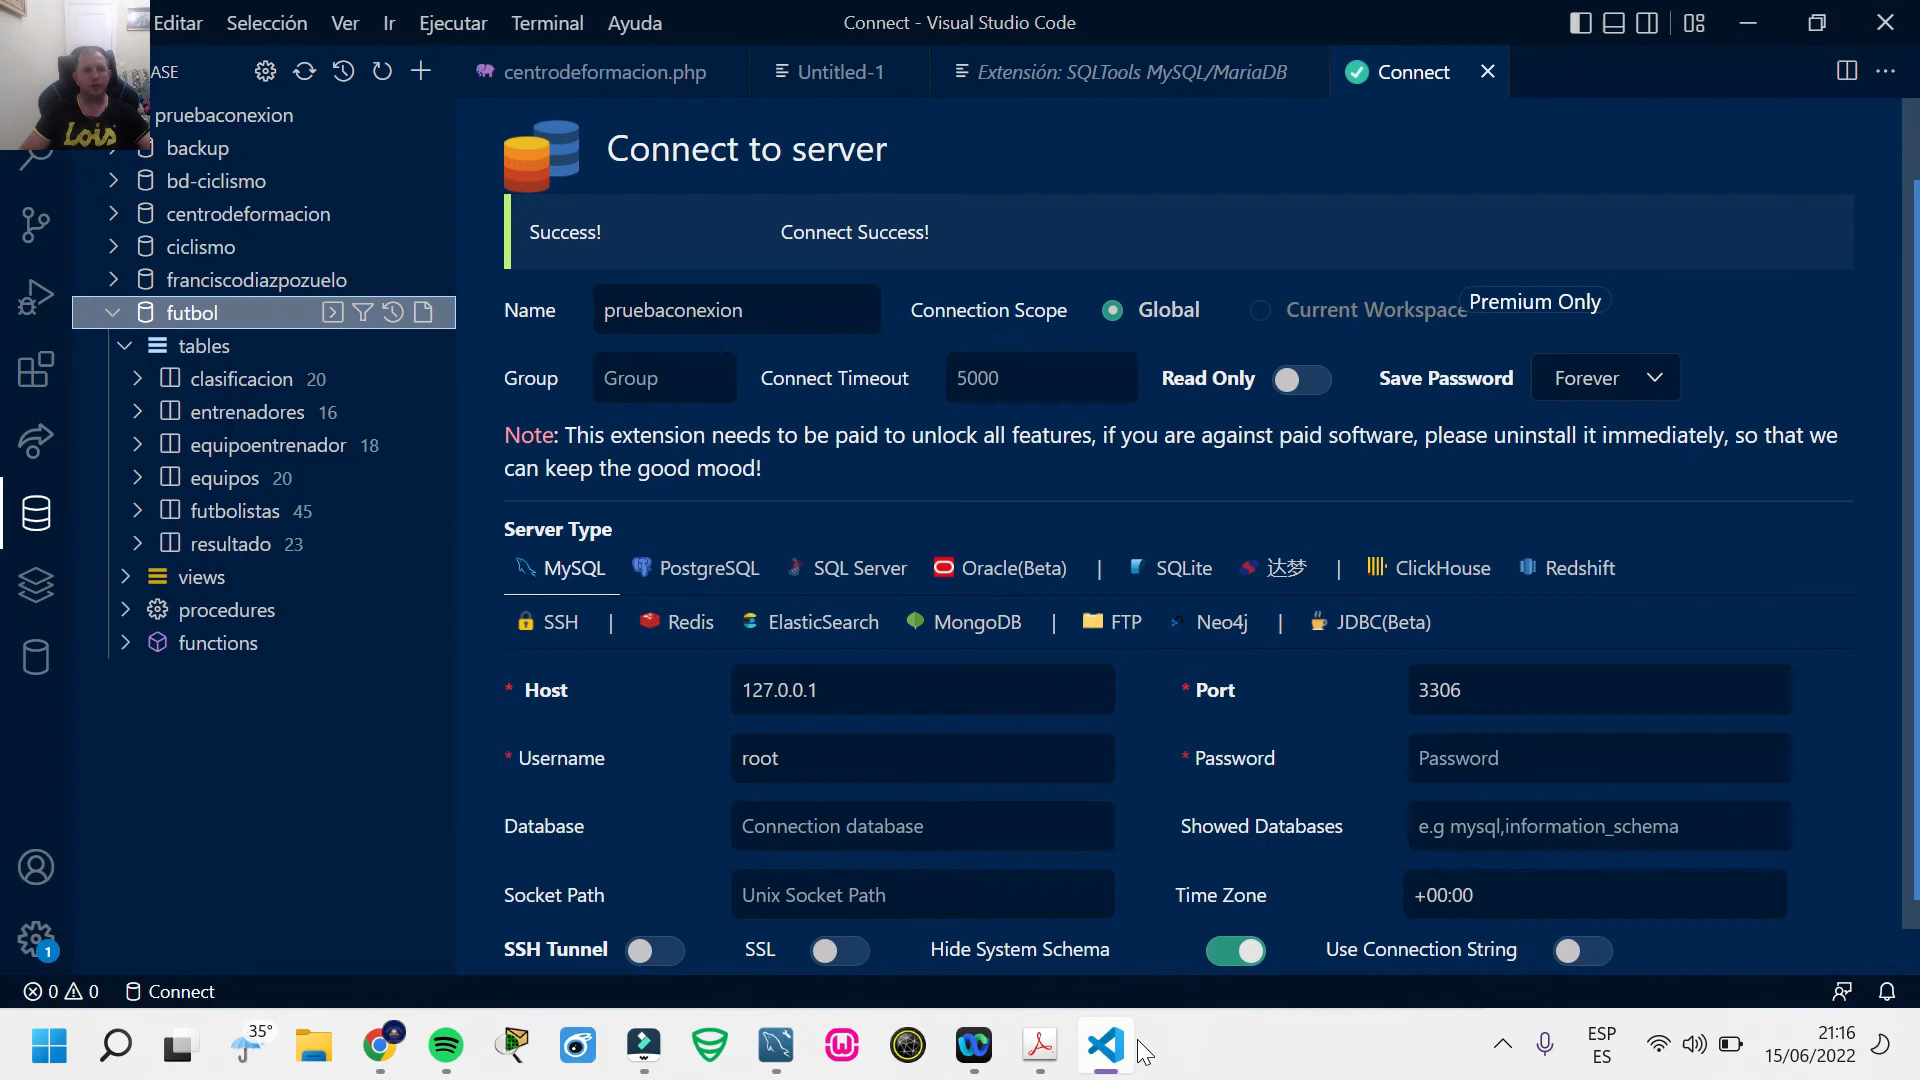 Editar Selección Ver Ir Ejecutar Terminal Ayuda Connect - Visual Studio Code
ASE centrodeformacion.php Untitled-1 Extensión: SQLTools MySQL/MariaDB Connect
pruebaconexion
backup
bd-ciclismo
centrodeformacion
ciclismo
franciscodiazpozuelo
futbol
tables
clasificacion 20
entrenadores 16
equipoentrenador 18
equipos 20
futbolistas 45
resultado 23
views
procedures
functions
Lois
Connect to server
Success! Connect Success!
Name pruebaconexion Connection Scope Global Current Workspace Premium Only
Group Group Connect Timeout 5000 Read Only Save Password Forever
Note: This extension needs to be paid to unlock all features, if you are against paid software, please uninstall it immediately, so that we
can keep the good mood!
Server Type
MySQL PostgreSQL SQL Server Oracle(Beta) | SQLite 达梦 | ClickHouse Redshift
SSH | Redis ElasticSearch MongoDB | FTP Neo4j | JDBC(Beta)
* Host 127.0.0.1 * Port 3306
* Username root * Password Password
Database Connection database Showed Databases e.g mysql,information_schema
Socket Path Unix Socket Path Time Zone +00:00
SSH Tunnel SSL Hide System Schema Use Connection String
1
0 0 Connect
35°
ESP
ES
21:16
15/06/2022